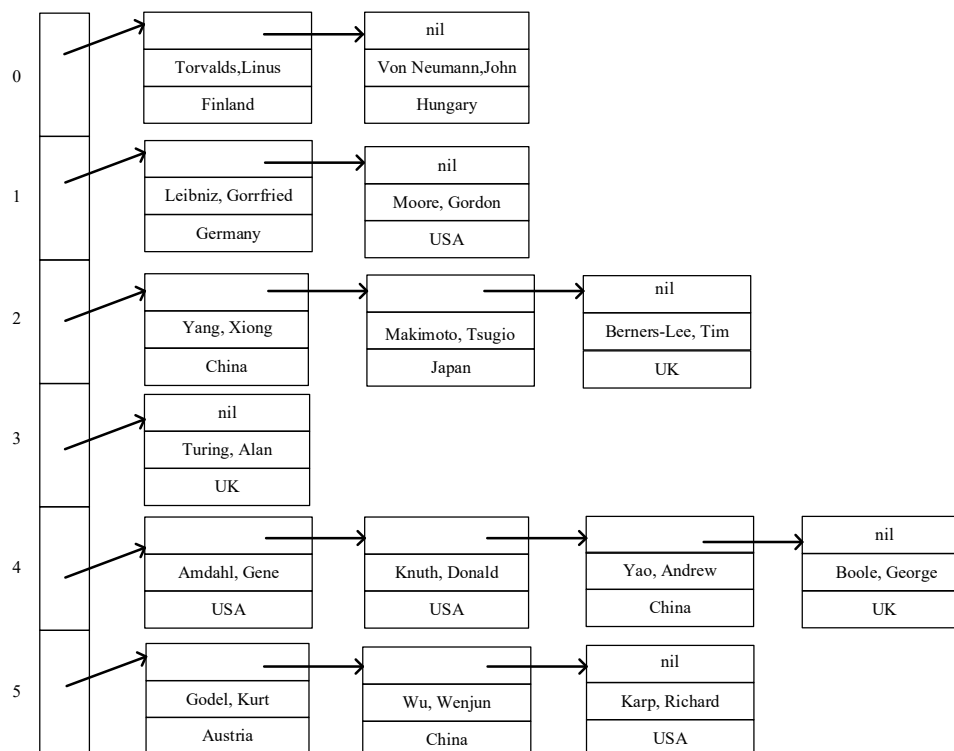 0
Torvalds,Linus
Finland
nil
Von Neumann,John
Hungary
1
Leibniz, Gorrfried
Germany
nil
Moore, Gordon
USA
2
Yang, Xiong
China
Makimoto, Tsugio
Japan
nil
Berners-Lee, Tim
UK
3
nil
Turing, Alan
UK
4
Amdahl, Gene
USA
Knuth, Donald
USA
Yao, Andrew
China
nil
Boole, George
UK
5
Godel, Kurt
Austria
Wu, Wenjun
China
nil
Karp, Richard
USA